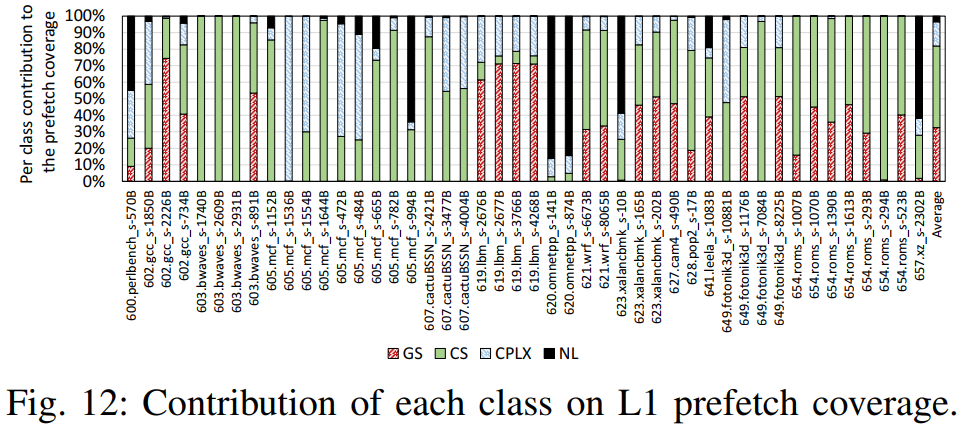 Per class contribution to
the prefetch coverage
100%
90%
80%
70%
60%
50%
40%
30%
20%
10%
0%
600.perlbench_s-570B
602.gcc_s-1850B
602.gcc_s-2226B
602.gcc_s-734B
603.bwaves_s-1740B
603.bwaves_s-2609B
603.bwaves_s-2931B
603.bwaves_s-891B
605.mcf_s-1152B
605.mcf_s-1536B
605.mcf_s-1554B
605.mcf_s-1644B
605.mcf_s-472B
605.mcf_s-484B
605.mcf_s-665B
605.mcf_s-782B
605.mcf_s-994B
607.cactuBSSN_s-2421B
607.cactuBSSN_s-3477B
607.cactuBSSN_s-4004B
619.lbm_s-2676B
619.lbm_s-2677B
619.lbm_s-3766B
619.lbm_s-4268B
620.omnetpp_s-141B
620.omnetpp_s-874B
621.wrf_s-6673B
621.wrf_s-8065B
623.xalancbmk_s-10B
623.xalancbmk_s-165B
623.xalancbmk_s-202B
627.cam4_s-490B
628.pop2_s-17B
641.leela_s-1083B
649.fotonik3d_s-10881B
649.fotonik3d_s-1176B
649.fotonik3d_s-7084B
649.fotonik3d_s-8225B
654.roms_s-1007B
654.roms_s-1070B
654.roms_s-1390B
654.roms_s-1613B
654.roms_s-293B
654.roms_s-294B
654.roms_s-523B
657.xz_s-2302B
Average
GS CS CPLX NL
Fig. 12: Contribution of each class on L1 prefetch coverage.